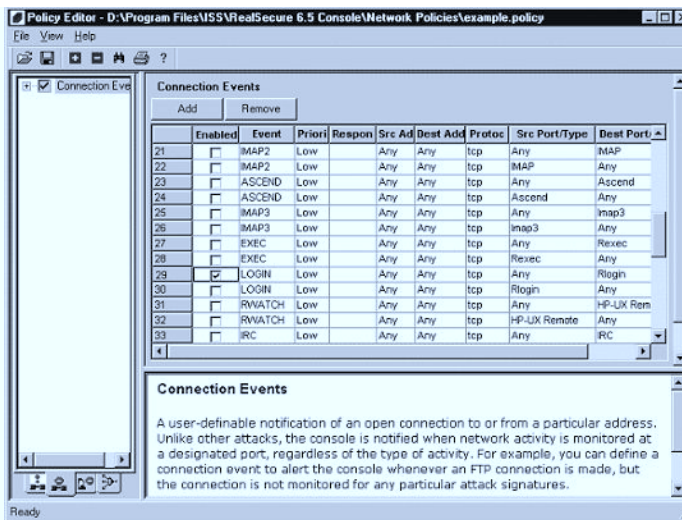 Policy Editor - D:\Program Files\ISS\RealSecure 6.5 Console\Network Policies\example.policy
File View Help
?
Connection Eve
Connection Events
Add Remove
Enabled Event Priori Respon Src Ad Dest Add Protoc Src Port/Type Dest Port/
21 IMAP2 Low Any Any tcp Any IMAP
22 IMAP2 Low Any Any tcp IMAP Any
23 ASCEND Low Any Any tcp Any Ascend
24 ASCEND Low Any Any tcp Ascend Any
25 IMAP3 Low Any Any tcp Any Imap3
26 IMAP3 Low Any Any tcp Imap3 Any
27 EXEC Low Any Any tcp Any Rexec
28 EXEC Low Any Any tcp Rexec Any
29 LOGIN Low Any Any tcp Any Rlogin
30 LOGIN Low Any Any tcp Rlogin Any
31 RWATCH Low Any Any tcp Any HP-UX Rem
32 RWATCH Low Any Any tcp HP-UX Remote Any
33 IRC Low Any Any tcp Any IRC
Connection Events
A user-definable notification of an open connection to or from a particular address.
Unlike other attacks, the console is notified when network activity is monitored at
a designated port, regardless of the type of activity. For example, you can define a
connection event to alert the console whenever an FTP connection is made, but
the connection is not monitored for any particular attack signatures.
Ready